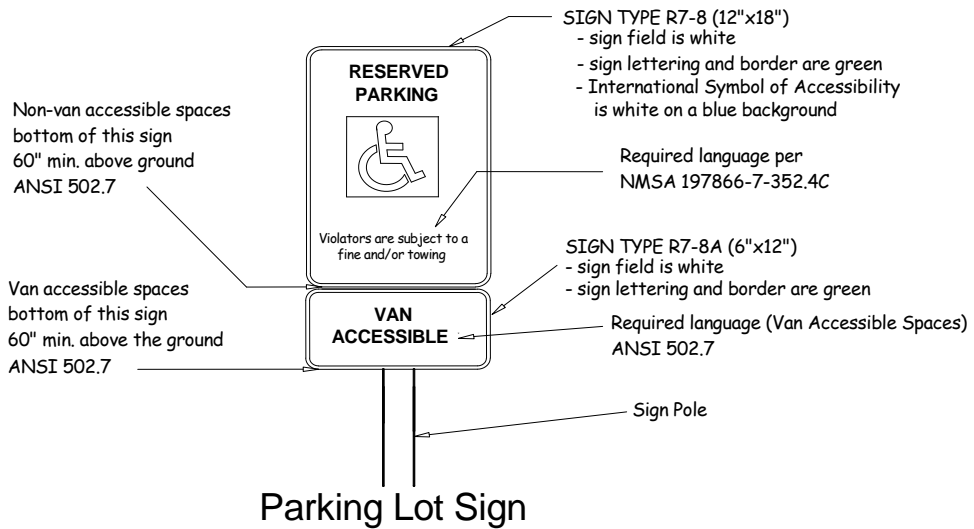 SIGN TYPE R7-8 (12"x18")
- sign field is white
- sign lettering and border are green
- International Symbol of Accessibility
is white on a blue background
RESERVED
PARKING
Non-van accessible spaces
bottom of this sign
60" min. above ground
ANSI 502.7
Required language per
NMSA 197866-7-352.4C
Violators are subject to a
fine and/or towing
SIGN TYPE R7-8A (6"x12")
- sign field is white
- sign lettering and border are green
Van accessible spaces
bottom of this sign
60" min. above the ground
ANSI 502.7
VAN
ACCESSIBLE
Required language (Van Accessible Spaces)
ANSI 502.7
Sign Pole
Parking Lot Sign